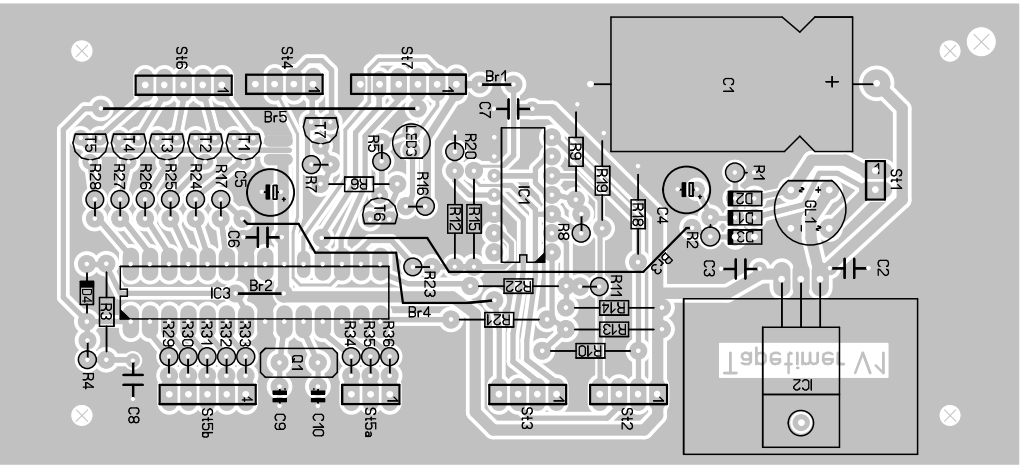 St6
St4
St7
Br1
C7
C1
+
Br5
T5
T4
T3
T2
T1
T7
LED3
R5
R20
R9
R28
R27
R26
R25
R24
R17
C5
R7
R6
R16
T6
R12
R15
IC1
R19
R18
R8
C4
R1
D2
D1
D3
R2
GL1
St1
C6
Br3
C3
C2
D4
R3
IC3
Br2
R23
R22
R11
Br4
R21
R14
R13
R10
R4
R29
R30
R31
R32
R33
R34
R35
R36
Q1
C8
St5b
C9
C10
St5a
St3
St2
Tapetimer V1
IC2